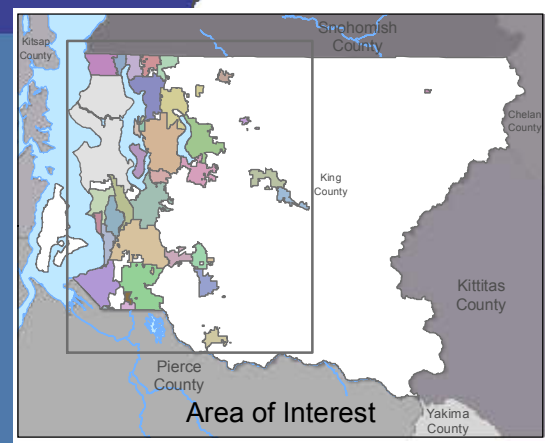 Snohomish
County
Kitsap
County
Chelan
County
King
County
Kittitas
County
Pierce
County
Area of Interest
Yakima
County